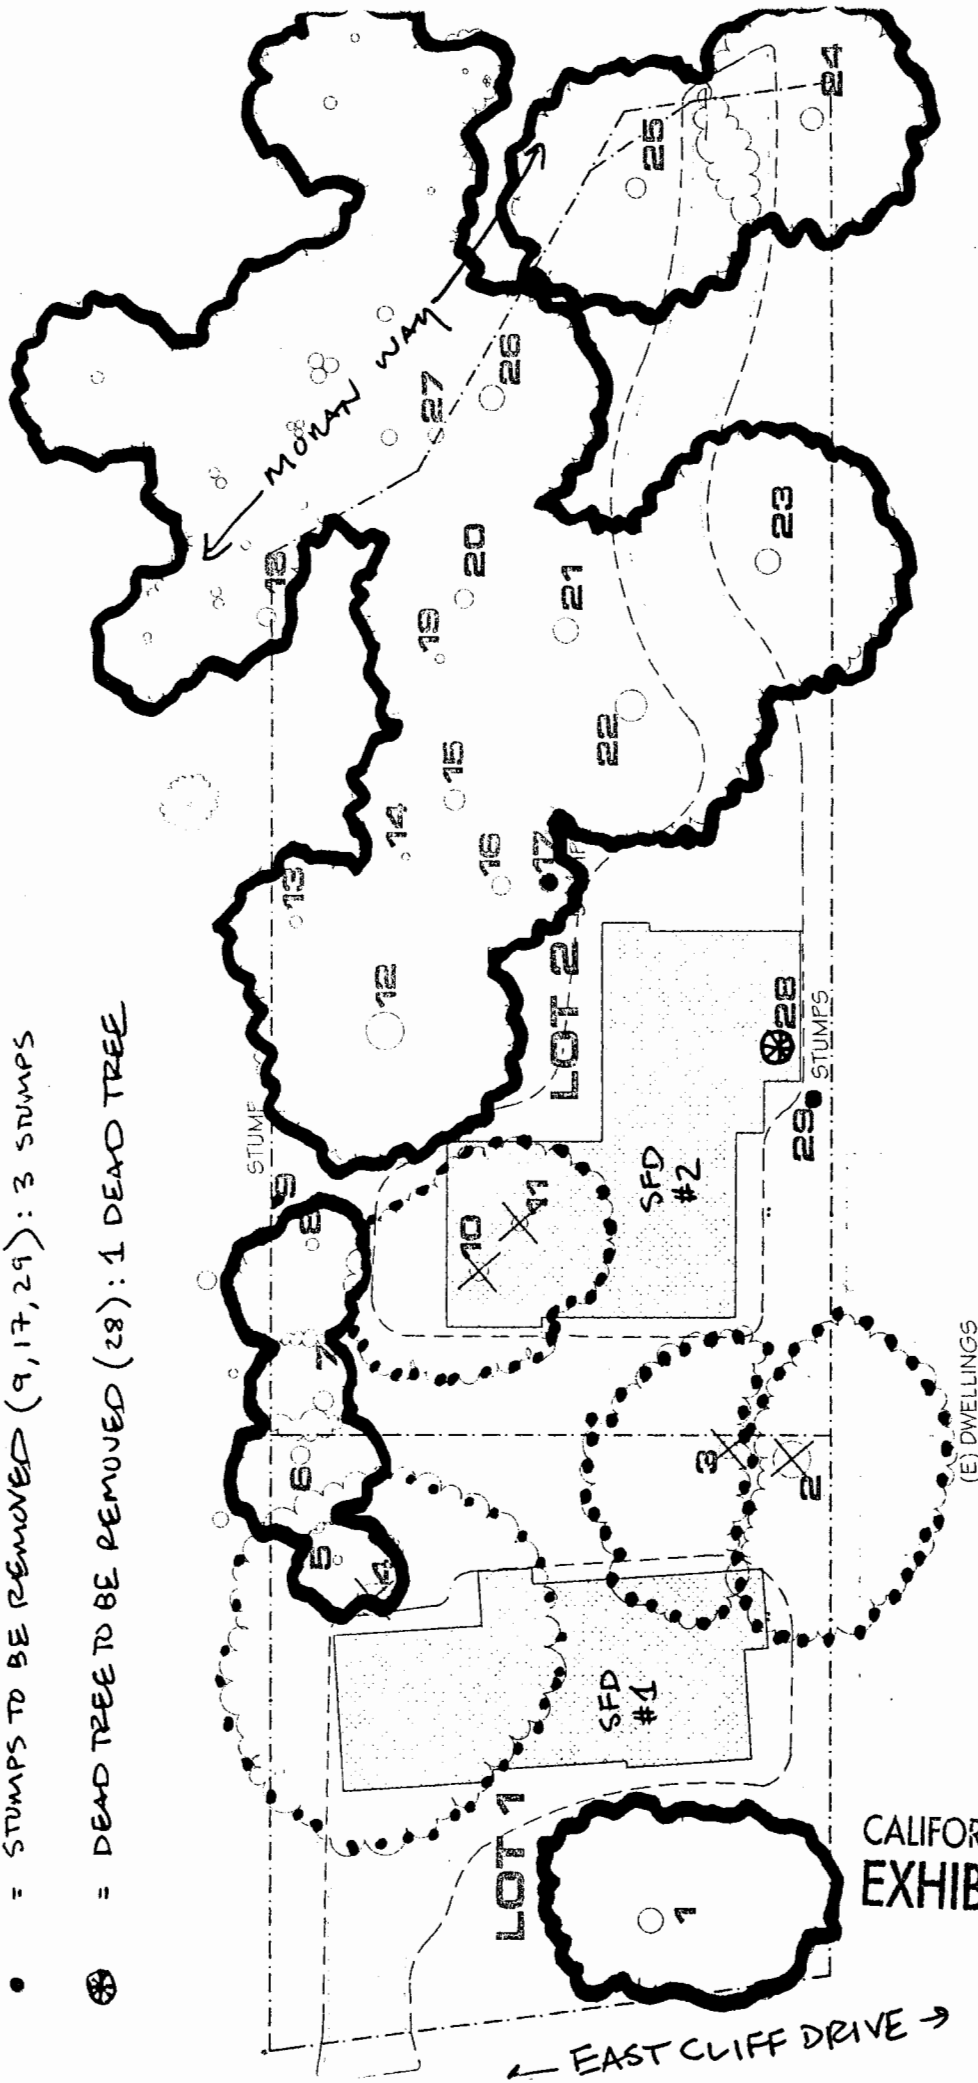 • = STUMPS TO BE REMOVED (9,17,29): 3 STUMPS
= DEAD TREE TO BE REMOVED (28): 1 DEAD TREE
MORAN WAY
STUMP
24
25
26
27
18
20
19
21
23
22
15
14
16
13
17
12
LOT 2
28
STUMPS
29
9
8
10
11
SFD
#2
7
6
5
4
3
2
(E) DWELLINGS
SFD
#1
LOT 1
1
← EAST CLIFF DRIVE →
CALIFOR
EXHIB